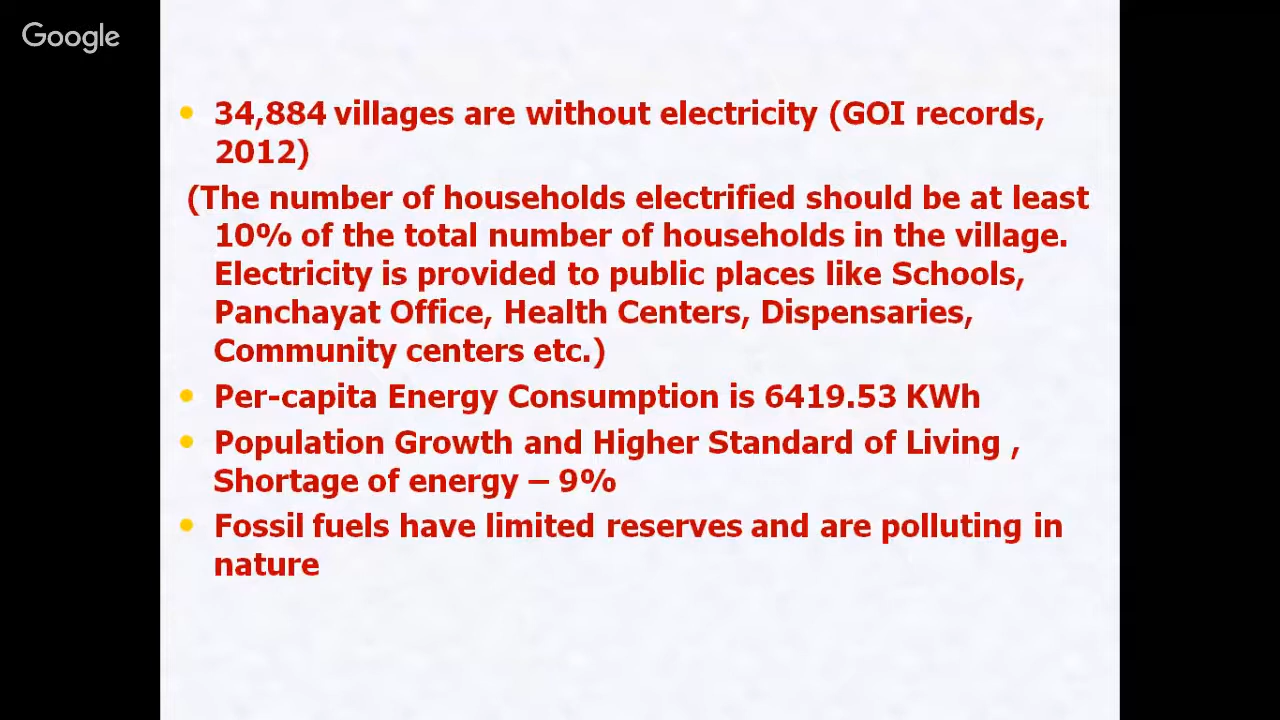 Google
• 34,884 villages are without electricity (GOI records,
2012)
(The number of households electrified should be at least
10% of the total number of households in the village.
Electricity is provided to public places like Schools,
Panchayat Office, Health Centers, Dispensaries,
Community centers etc.)
• Per-capita Energy Consumption is 6419.53 KWh
• Population Growth and Higher Standard of Living ,
Shortage of energy – 9%
• Fossil fuels have limited reserves and are polluting in
nature